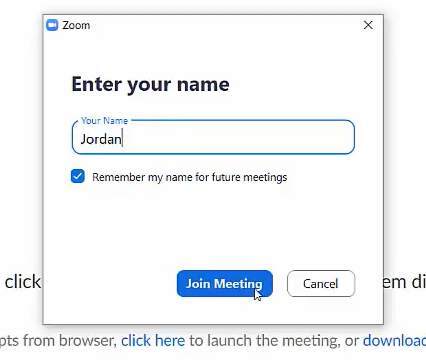 Zoom
Enter your name
Your Name
Jordan
Remember my name for future meetings
Join Meeting Cancel
click em di
pts from browser, click here to launch the meeting, or download